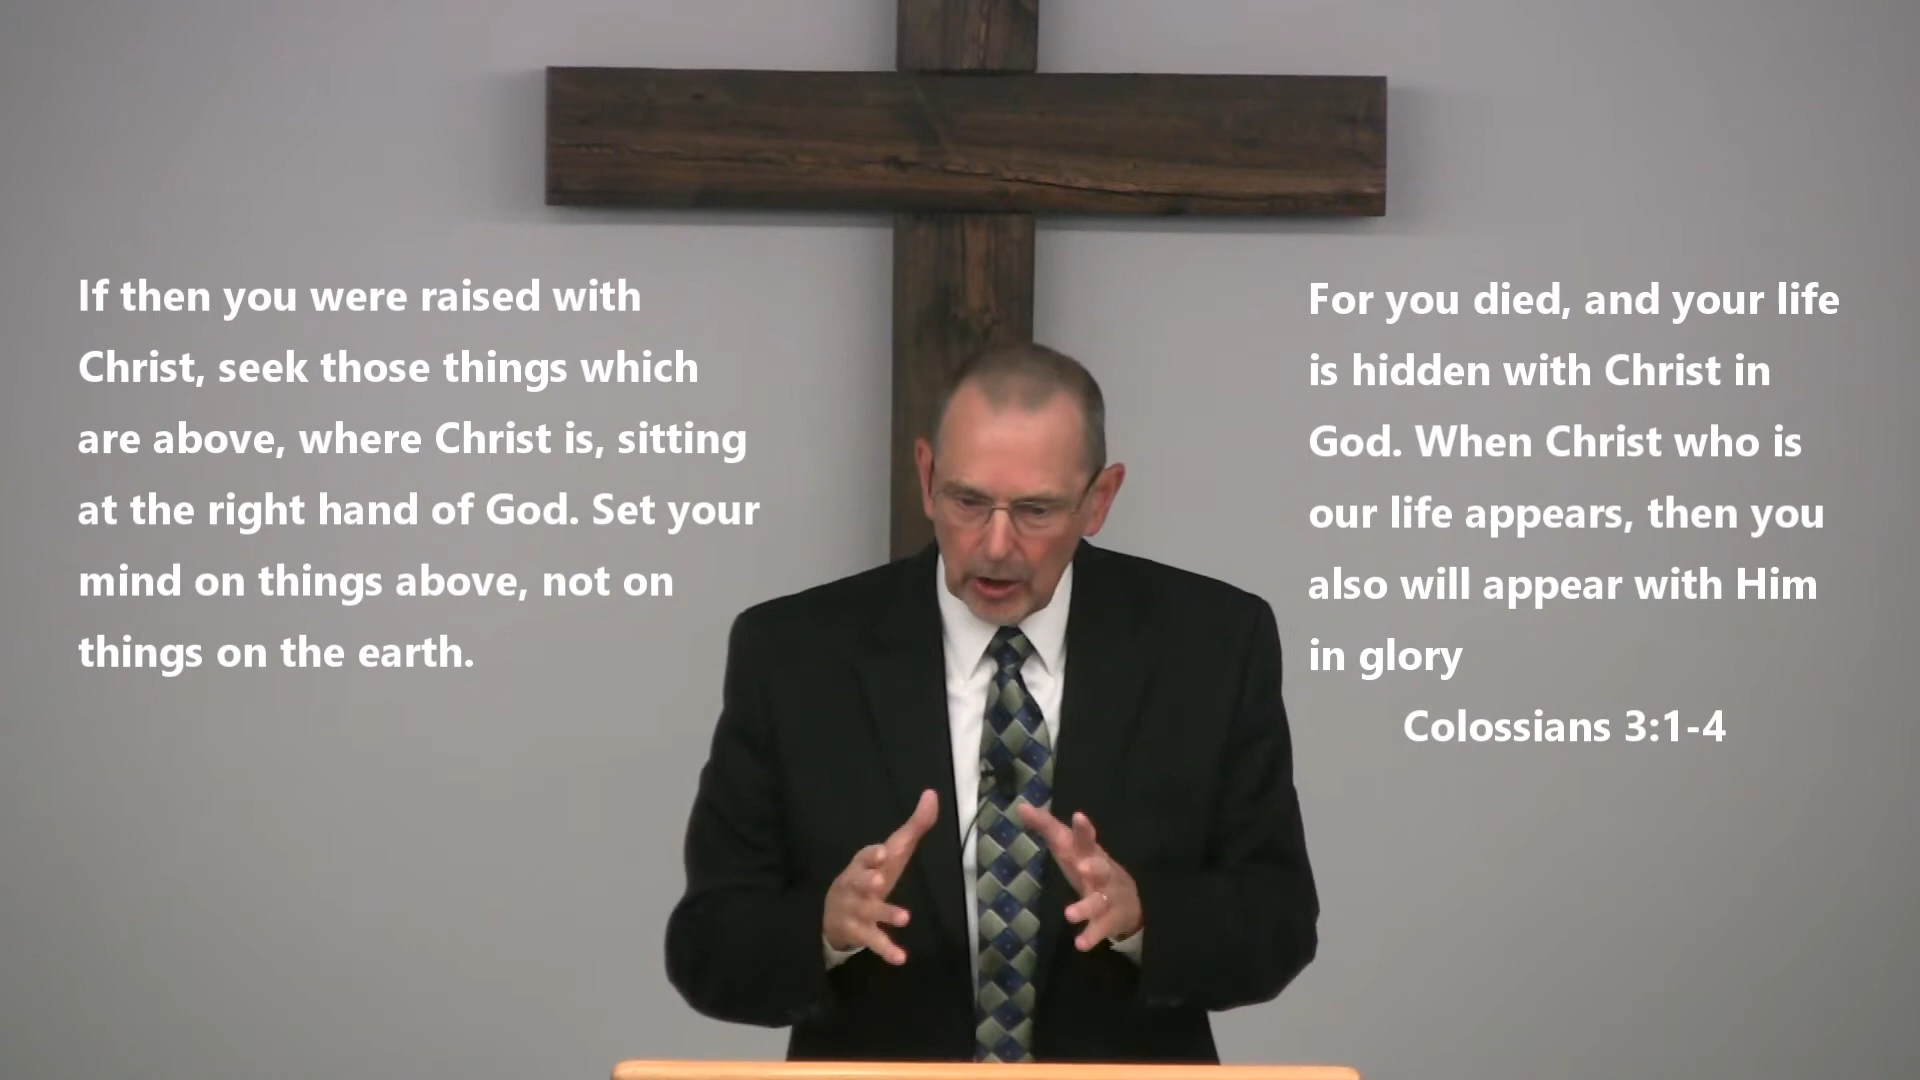 If then you were raised with
Christ, seek those things which
are above, where Christ is, sitting
at the right hand of God. Set your
mind on things above, not on
things on the earth.
For you died, and your life
is hidden with Christ in
God. When Christ who is
our life appears, then you
also will appear with Him
in glory
Colossians 3:1-4